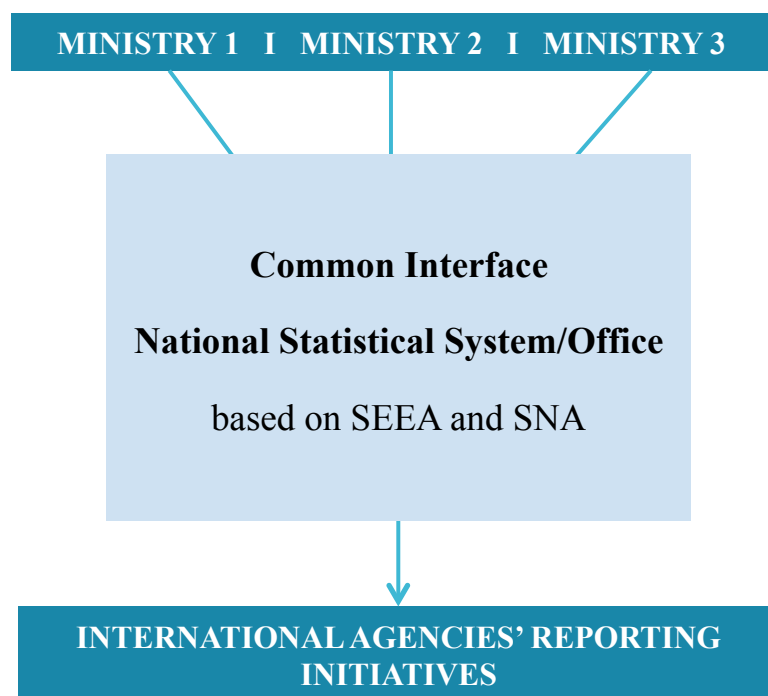 MINISTRY 1 I MINISTRY 2 I MINISTRY 3
Common Interface
National Statistical System/Office
based on SEEA and SNA
INTERNATIONAL AGENCIES’ REPORTING
INITIATIVES